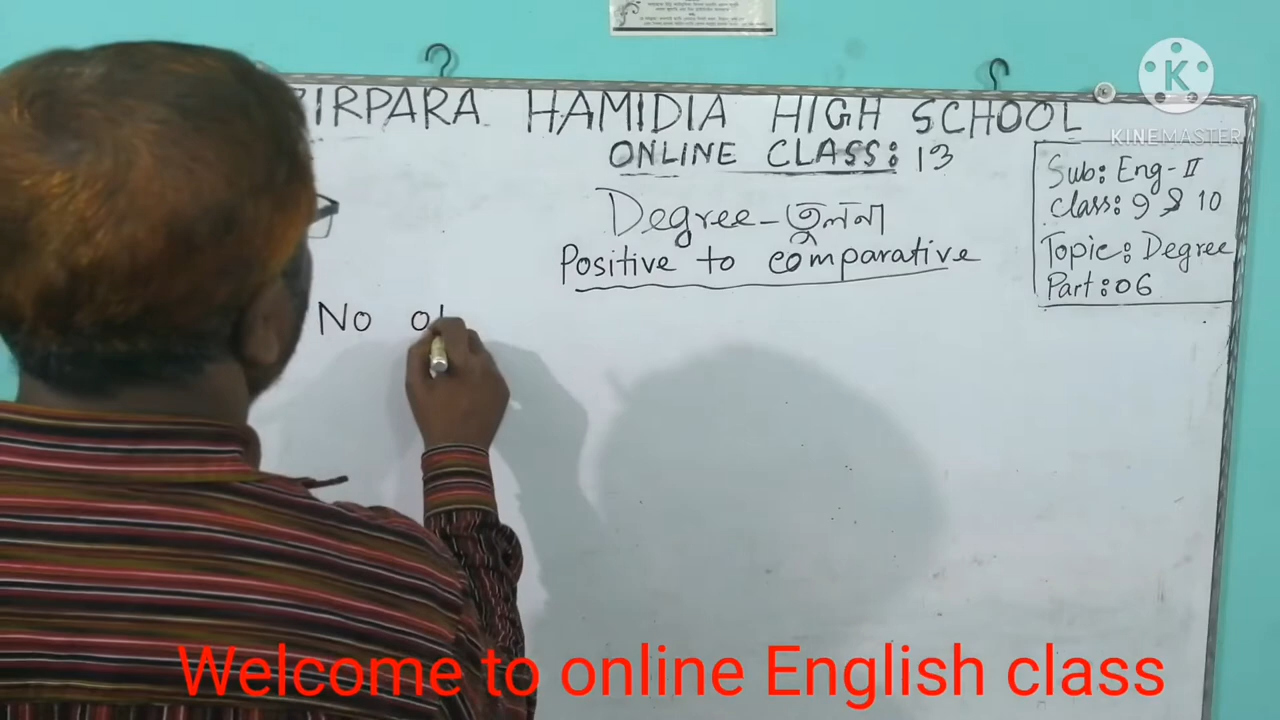 HAMIDIA HIGH SCHOOL
ONLINE CLASS: 13
Degree - তুলনা
Positive to comparative
Sub: Eng-II
Class: 9 & 10
Topic: Degree
Part: 06
No
K
KINEMASTER
Welcome to online English class